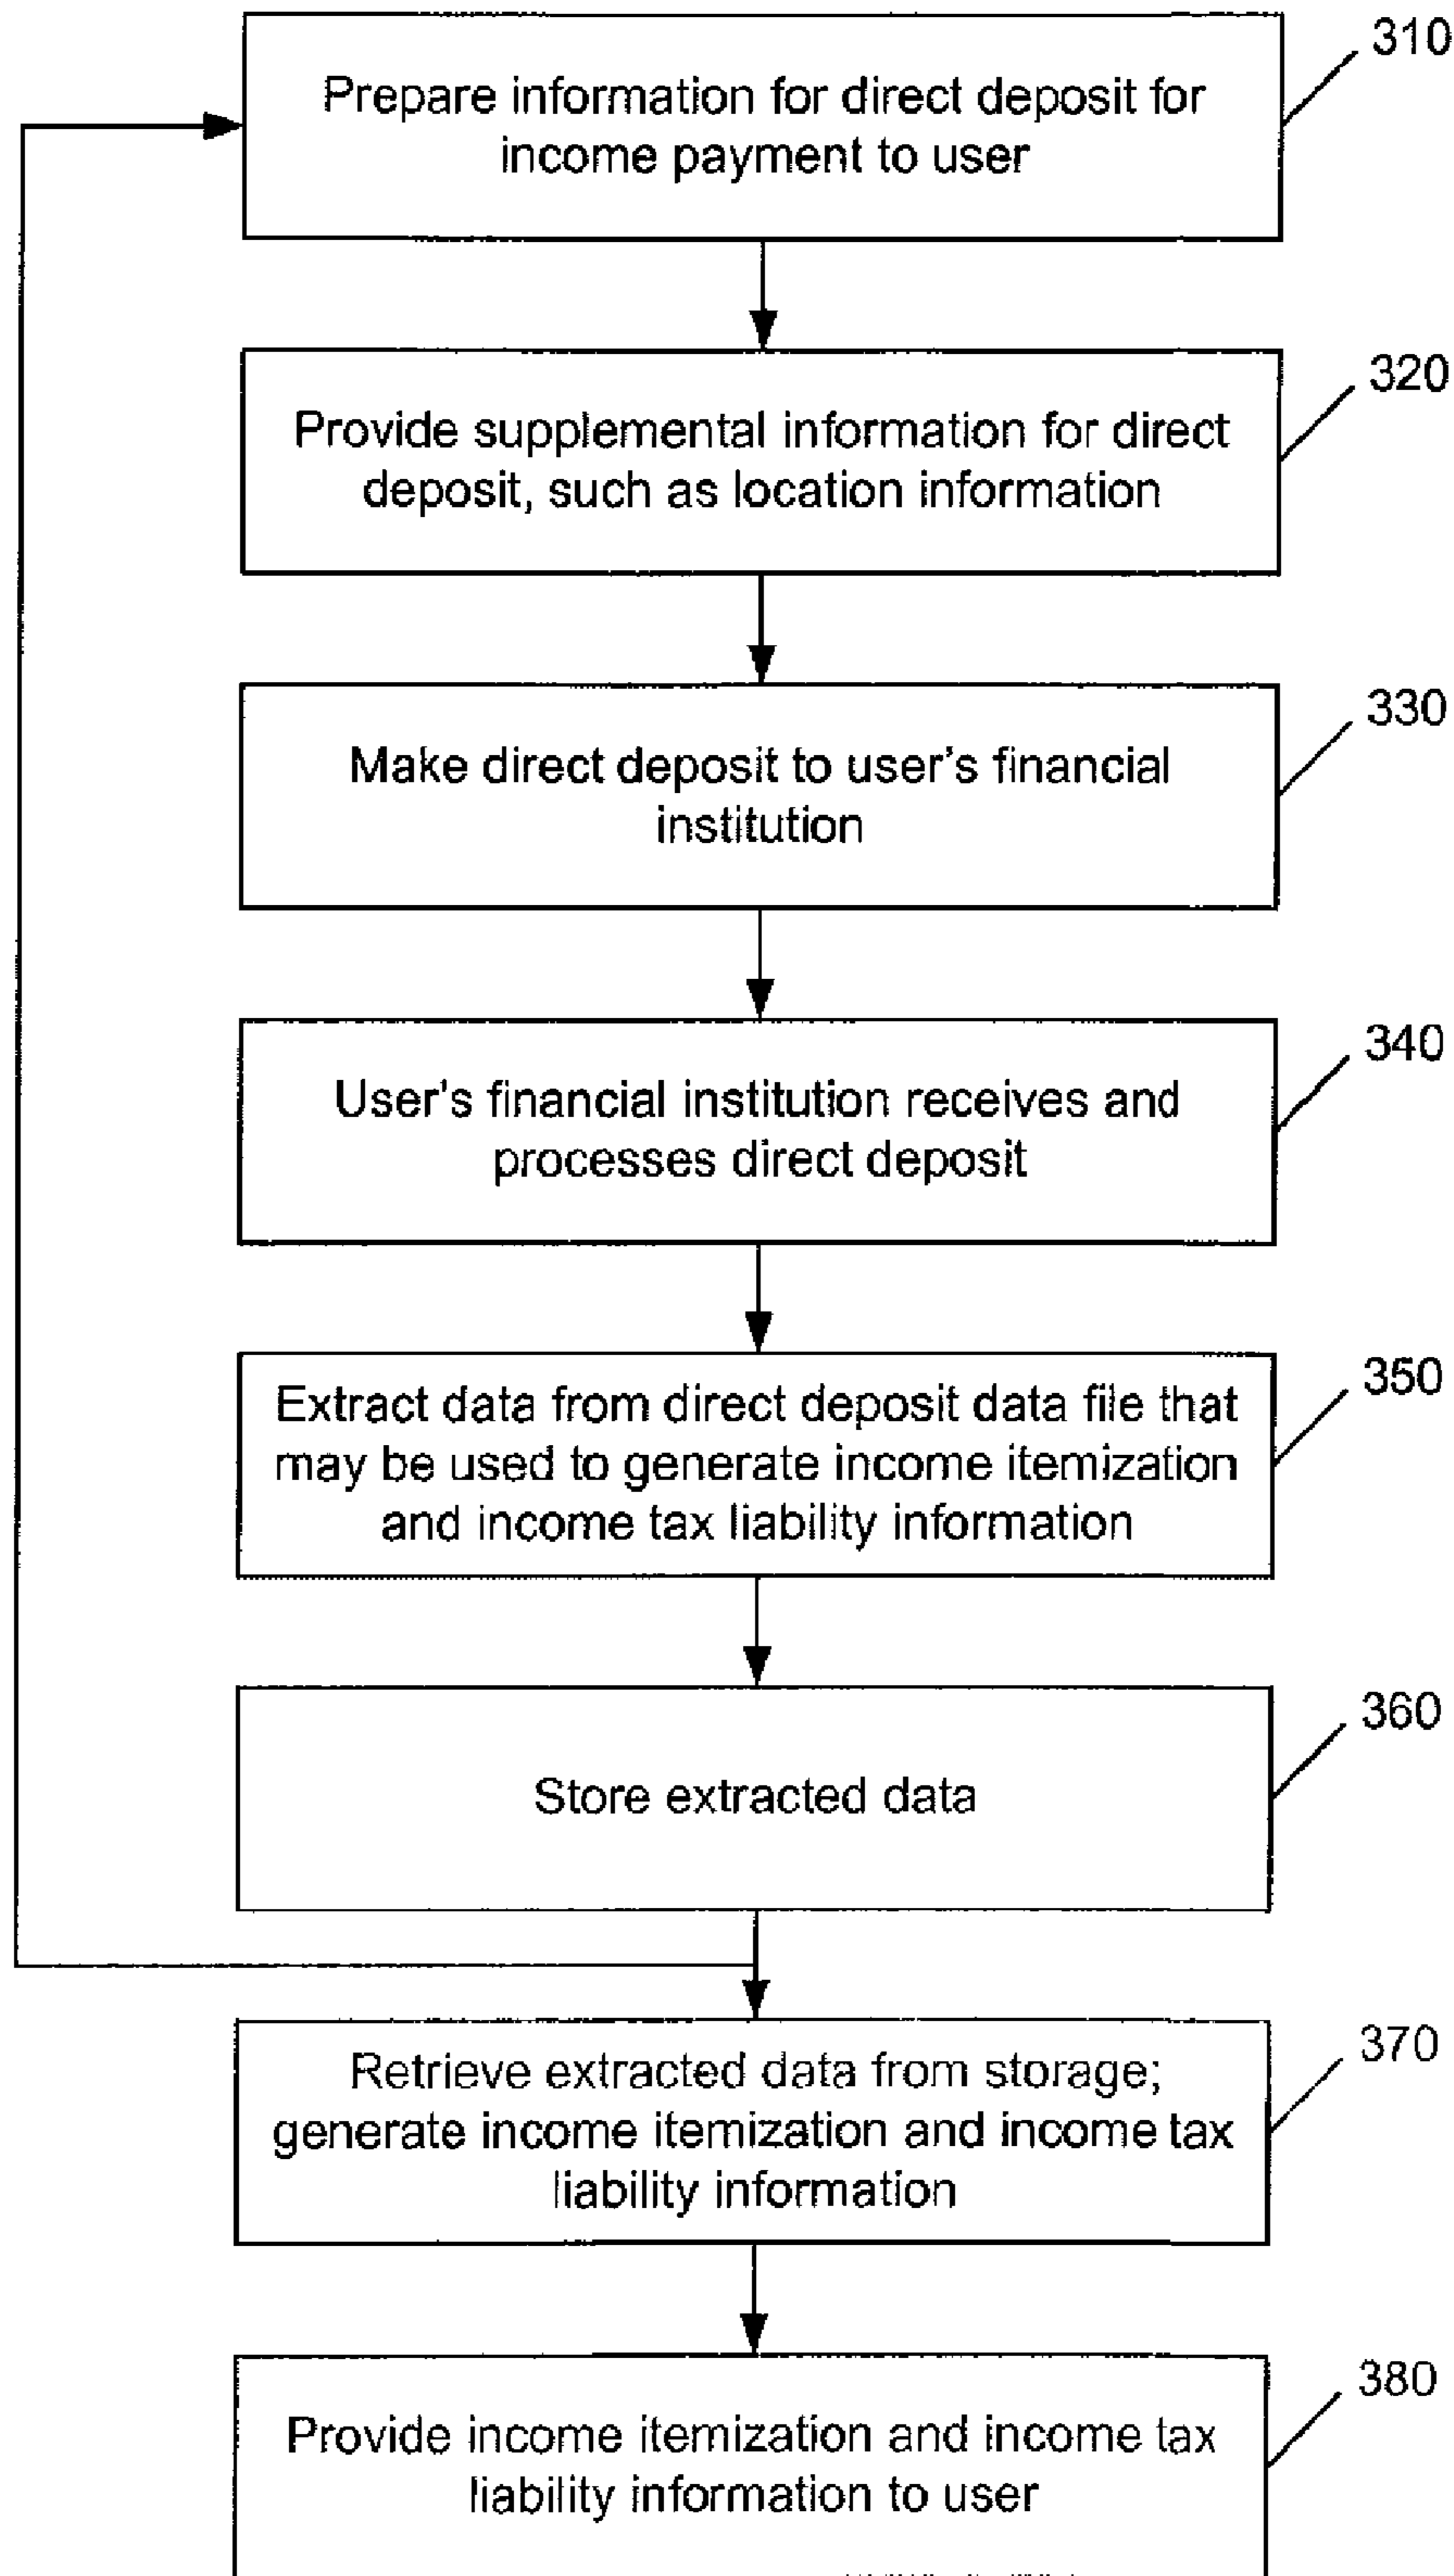 310
Prepare information for direct deposit for
income payment to user
320
Provide supplemental information for direct
deposit, such as location information
330
Make direct deposit to user's financial
institution
340
User's financial institution receives and
processes direct deposit
350
Extract data from direct deposit data file that
may be used to generate income itemization
and income tax liability information
360
Store extracted data
370
Retrieve extracted data from storage;
generate income itemization and income tax
liability information
380
Provide income itemization and income tax
liability information to user